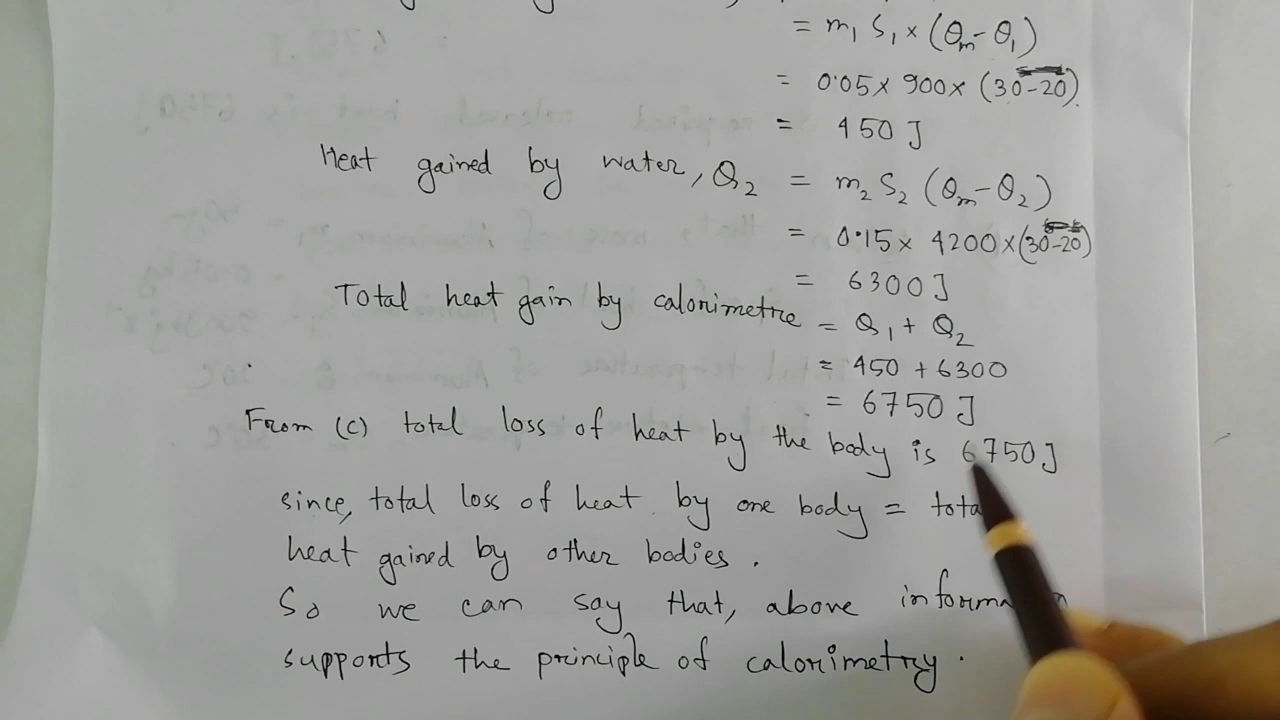 = m₁ S₁ × (θₘ-θ₁)
= 0.05 × 900 × (30-20)
= 450 J
Heat gained by water, Q₂ = m₂ S₂ (θₘ-θ₂)
= 0.15 × 4200 × (30-20)
= 6300 J
Total heat gain by calorimetre = Q₁ + Q₂
= 450 + 6300
= 6750 J
From (c) total loss of heat by the body is 6750 J
since, total loss of heat by one body = tota
heat gained by other bodies.
So we can say that, above informa
supports the principle of calorimetry.